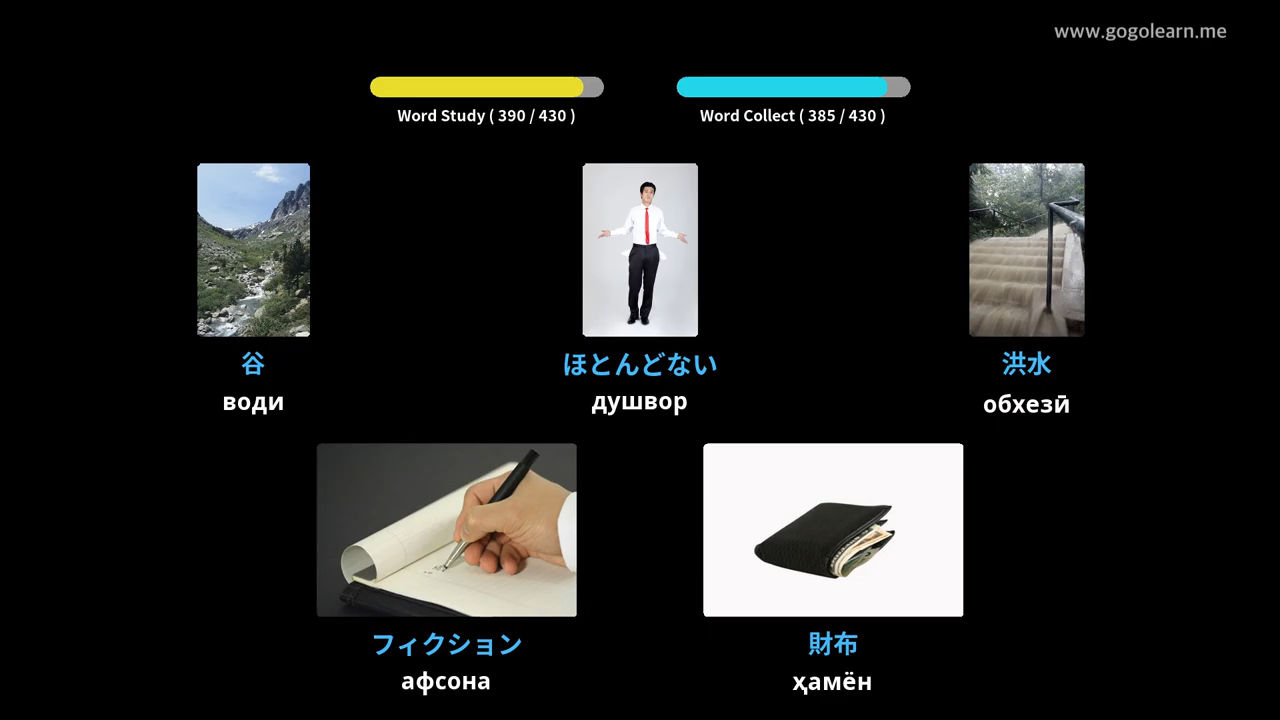 www.gogolearn.me
Word Study ( 390 / 430 )
Word Collect ( 385 / 430 )
谷
ほとんどない
洪水
води
душвор
обхезӣ
フィクション
財布
афсона
ҳамён